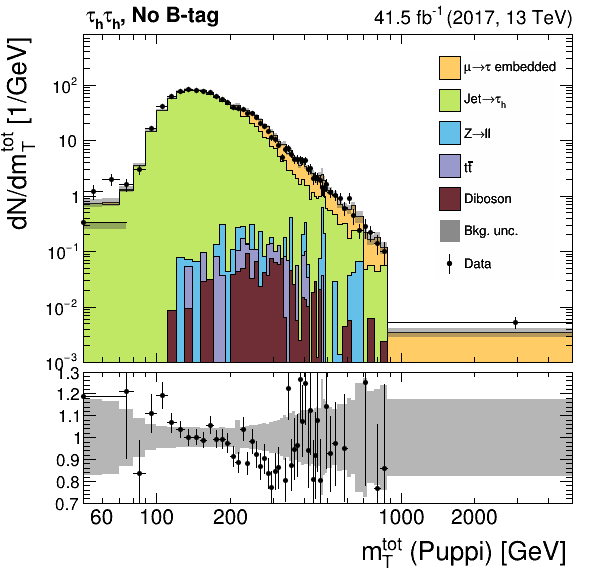 τhτh, No B-tag 41.5 fb⁻¹ (2017, 13 TeV)
dN/dmTtot [1/GeV]
10²
10
1
10⁻¹
10⁻²
10⁻³
μ→τ embedded
Jet→τh
Z→ll
tt̄
Diboson
Bkg. unc.
Data
1.3
1.2
1.1
1
0.9
0.8
0.7
60 100 200 1000 2000
mTtot (Puppi) [GeV]